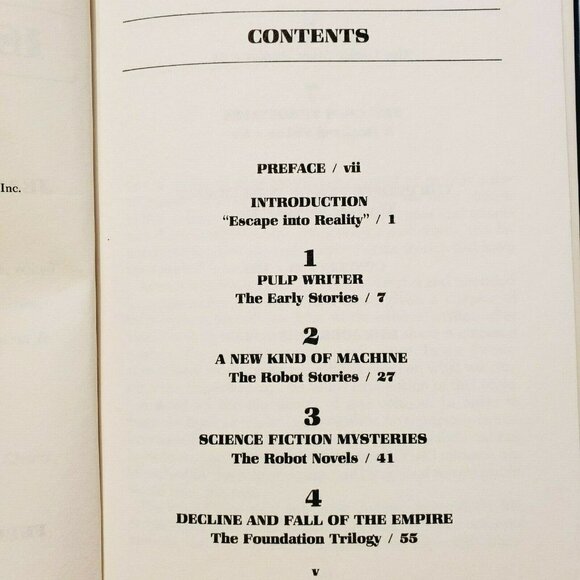 Inc.
CONTENTS
PREFACE / vii
INTRODUCTION
“Escape into Reality” / 1
1
PULP WRITER
The Early Stories / 7
2
A NEW KIND OF MACHINE
The Robot Stories / 27
3
SCIENCE FICTION MYSTERIES
The Robot Novels / 41
4
DECLINE AND FALL OF THE EMPIRE
The Foundation Trilogy / 55
v